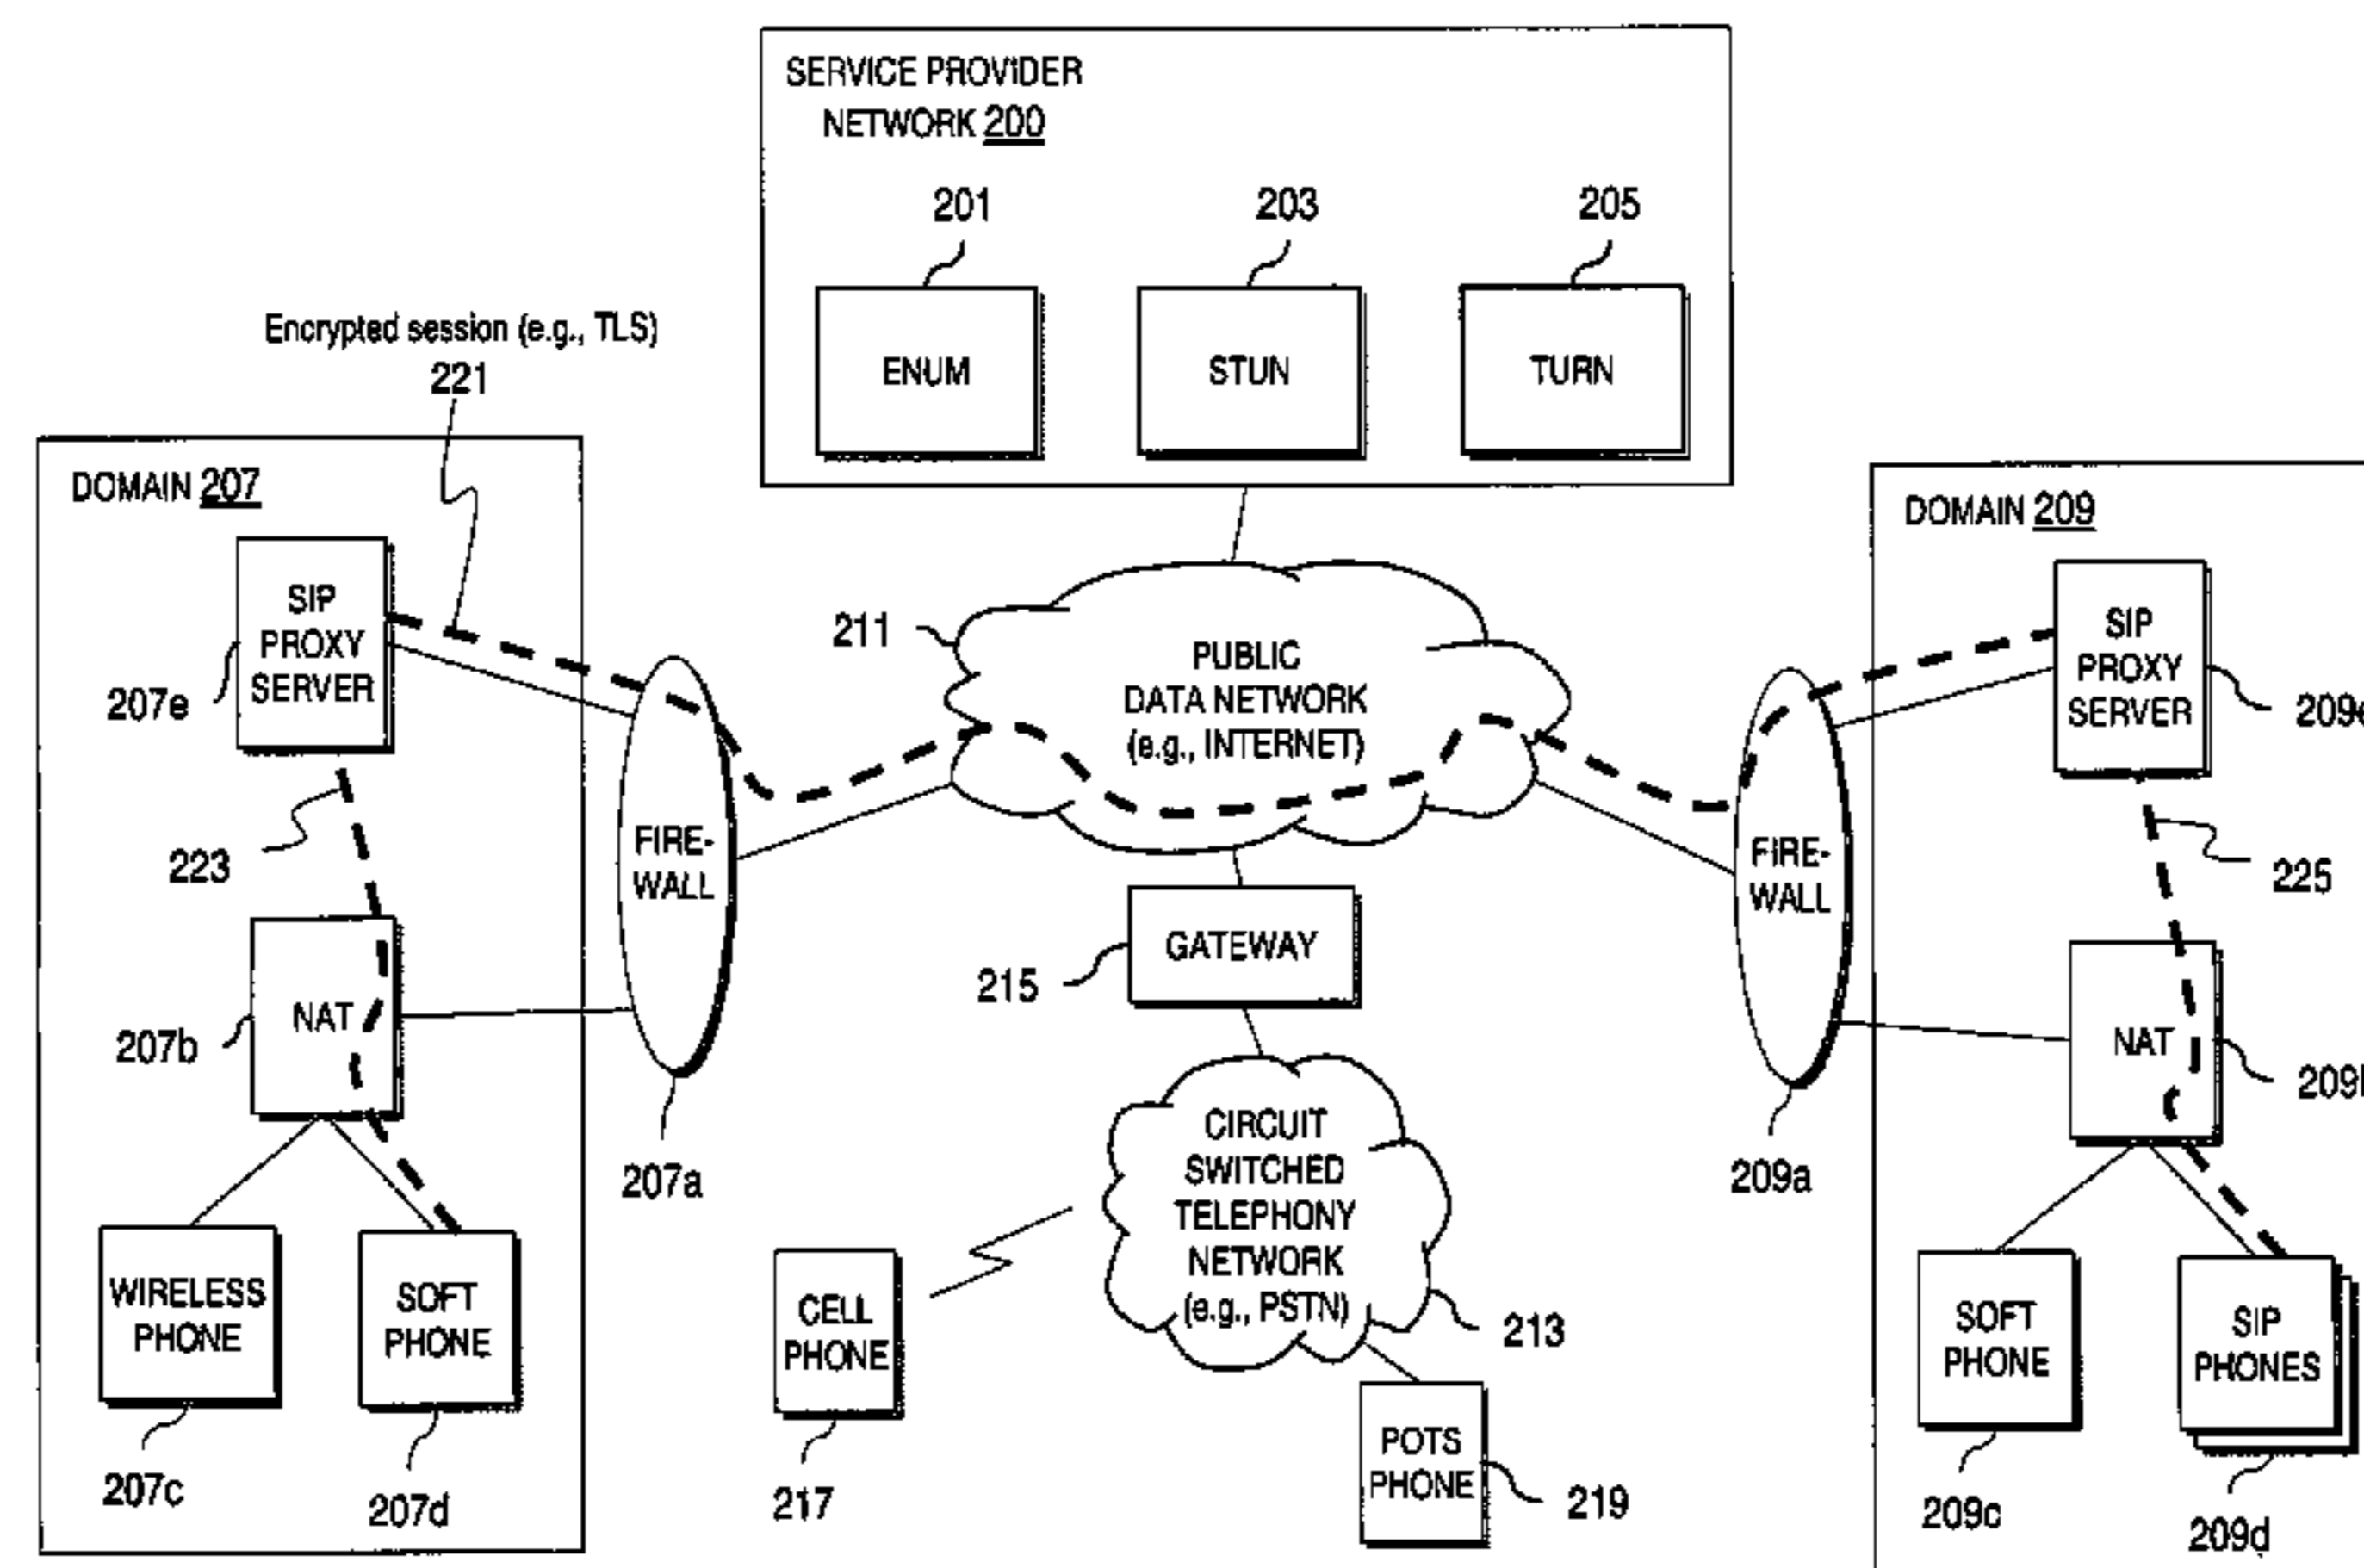 SERVICE PROVIDER
NETWORK 200
201
203
205
ENUM
STUN
TURN
Encrypted session (e.g., TLS)
221
DOMAIN 207
SIP
PROXY
SERVER
207e
223
NAT
207b
WIRELESS
PHONE
207c
SOFT
PHONE
207d
FIRE-
WALL
207a
211
PUBLIC
DATA NETWORK
(e.g., INTERNET)
GATEWAY
215
CIRCUIT
SWITCHED
TELEPHONY
NETWORK
(e.g., PSTN)
213
CELL
PHONE
217
POTS
PHONE
219
FIRE-
WALL
209a
DOMAIN 209
SIP
PROXY
SERVER
209e
225
NAT
SOFT
PHONE
209c
SIP
PHONES
209d